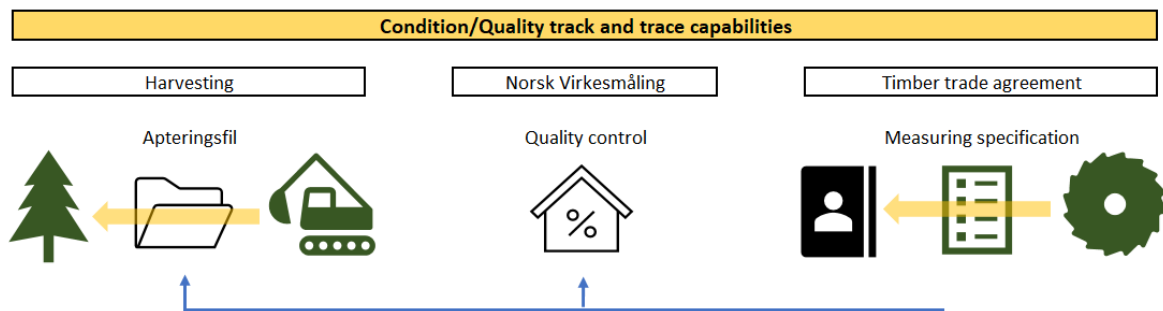 Condition/Quality track and trace capabilities
Harvesting
Norsk Virkesmåling
Timber trade agreement
Apteringsfil
Quality control
Measuring specification
%